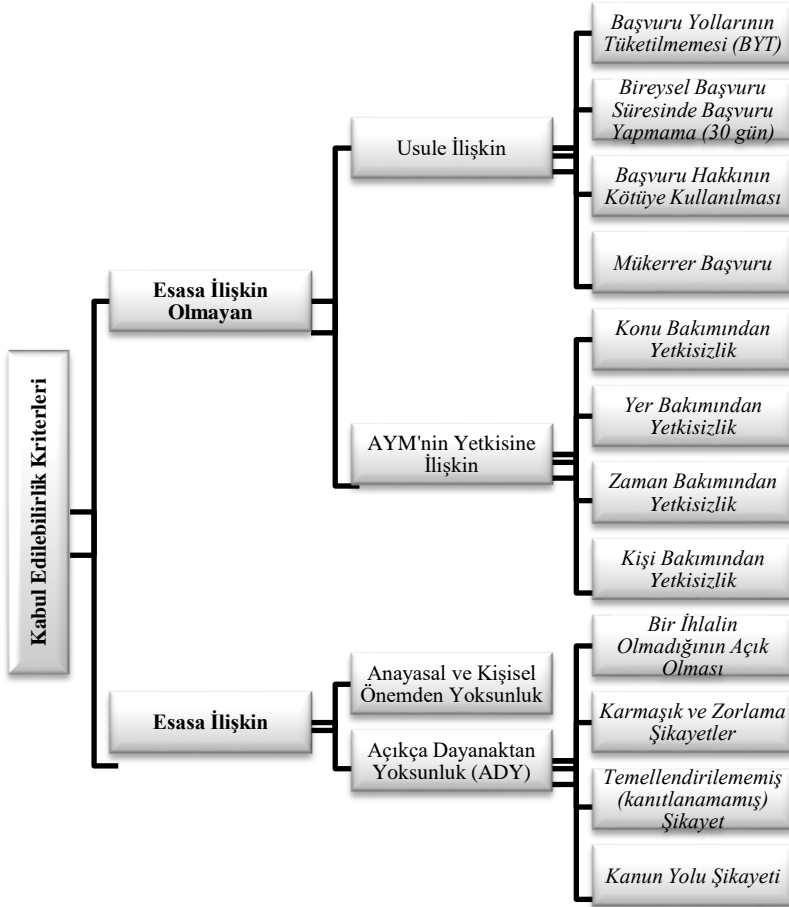 Kabul Edilebilirlik Kriterleri
Esasa İlişkin
Olmayan
Usule İlişkin
Başvuru Yollarının
Tüketilmemesi (BYT)
Bireysel Başvuru
Süresinde Başvuru
Yapmama (30 gün)
Başvuru Hakkının
Kötüye Kullanılması
Mükerrer Başvuru
AYM'nin Yetkisine
İlişkin
Konu Bakımından
Yetkisizlik
Yer Bakımından
Yetkisizlik
Zaman Bakımından
Yetkisizlik
Kişi Bakımından
Yetkisizlik
Esasa İlişkin
Anayasal ve Kişisel
Önemden Yoksunluk
Açıkça Dayanaktan
Yoksunluk (ADY)
Bir İhlalin
Olmadığının Açık
Olması
Karmaşık ve Zorlama
Şikayetler
Temellendirilememiş
(kanıtlanamamış)
Şikayet
Kanun Yolu Şikayeti